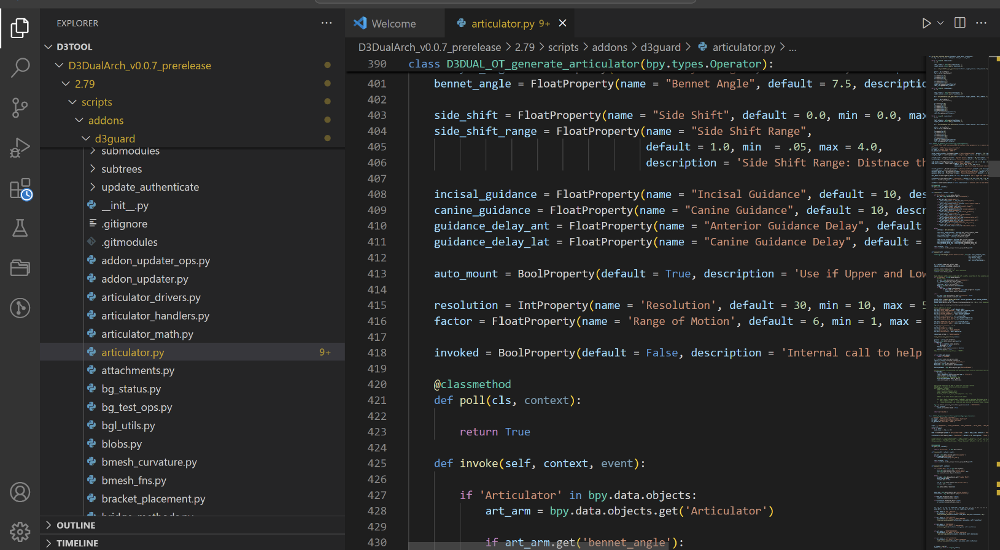 EXPLORER
D3TOOL
D3DualArch_v0.0.7_prerelease
2.79
scripts
addons
d3guard
submodules
subtrees
update_authenticate
__init__.py
.gitignore
.gitmodules
addon_updater_ops.py
addon_updater.py
articulator_drivers.py
articulator_handlers.py
articulator_math.py
articulator.py 9+
attachments.py
bg_status.py
bg_test_ops.py
bgl_utils.py
blobs.py
bmesh_curvature.py
bmesh_fns.py
bracket_placement.py
OUTLINE
TIMELINE
Welcome
articulator.py 9+
D3DualArch_v0.0.7_prerelease > 2.79 > scripts > addons > d3guard > articulator.py > ...
390 class D3DUAL_OT_generate_articulator(bpy.types.Operator):
401 bennet_angle = FloatProperty(name = "Bennet Angle", default = 7.5, descriptio
402
403 side_shift = FloatProperty(name = "Side Shift", default = 0.0, min = 0.0, max
404 side_shift_range = FloatProperty(name = "Side Shift Range",
405 default = 1.0, min  = .05, max = 4.0,
406 description = 'Side Shift Range: Distnace th
407
408 incisal_guidance = FloatProperty(name = "Incisal Guidance", default = 10, des
409 canine_guidance = FloatProperty(name = "Canine Guidance", default = 10, descr
410 guidance_delay_ant = FloatProperty(name = "Anterior Guidance Delay", default
411 guidance_delay_lat = FloatProperty(name = "Canine Guidance Delay", default =
412
413 auto_mount = BoolProperty(default = True, description = 'Use if Upper and Low
414
415 resolution = IntProperty(name = 'Resolution', default = 30, min = 10, max = 5
416 factor = FloatProperty(name = 'Range of Motion', default = 6, min = 1, max =
417
418 invoked = BoolProperty(default = False, description = 'Internal call to help
419
420 @classmethod
421 def poll(cls, context):
422
423 return True
424
425 def invoke(self, context, event):
426
427 if 'Articulator' in bpy.data.objects:
428 art_arm = bpy.data.objects.get('Articulator')
429
430 if art_arm.get('bennet_angle'):